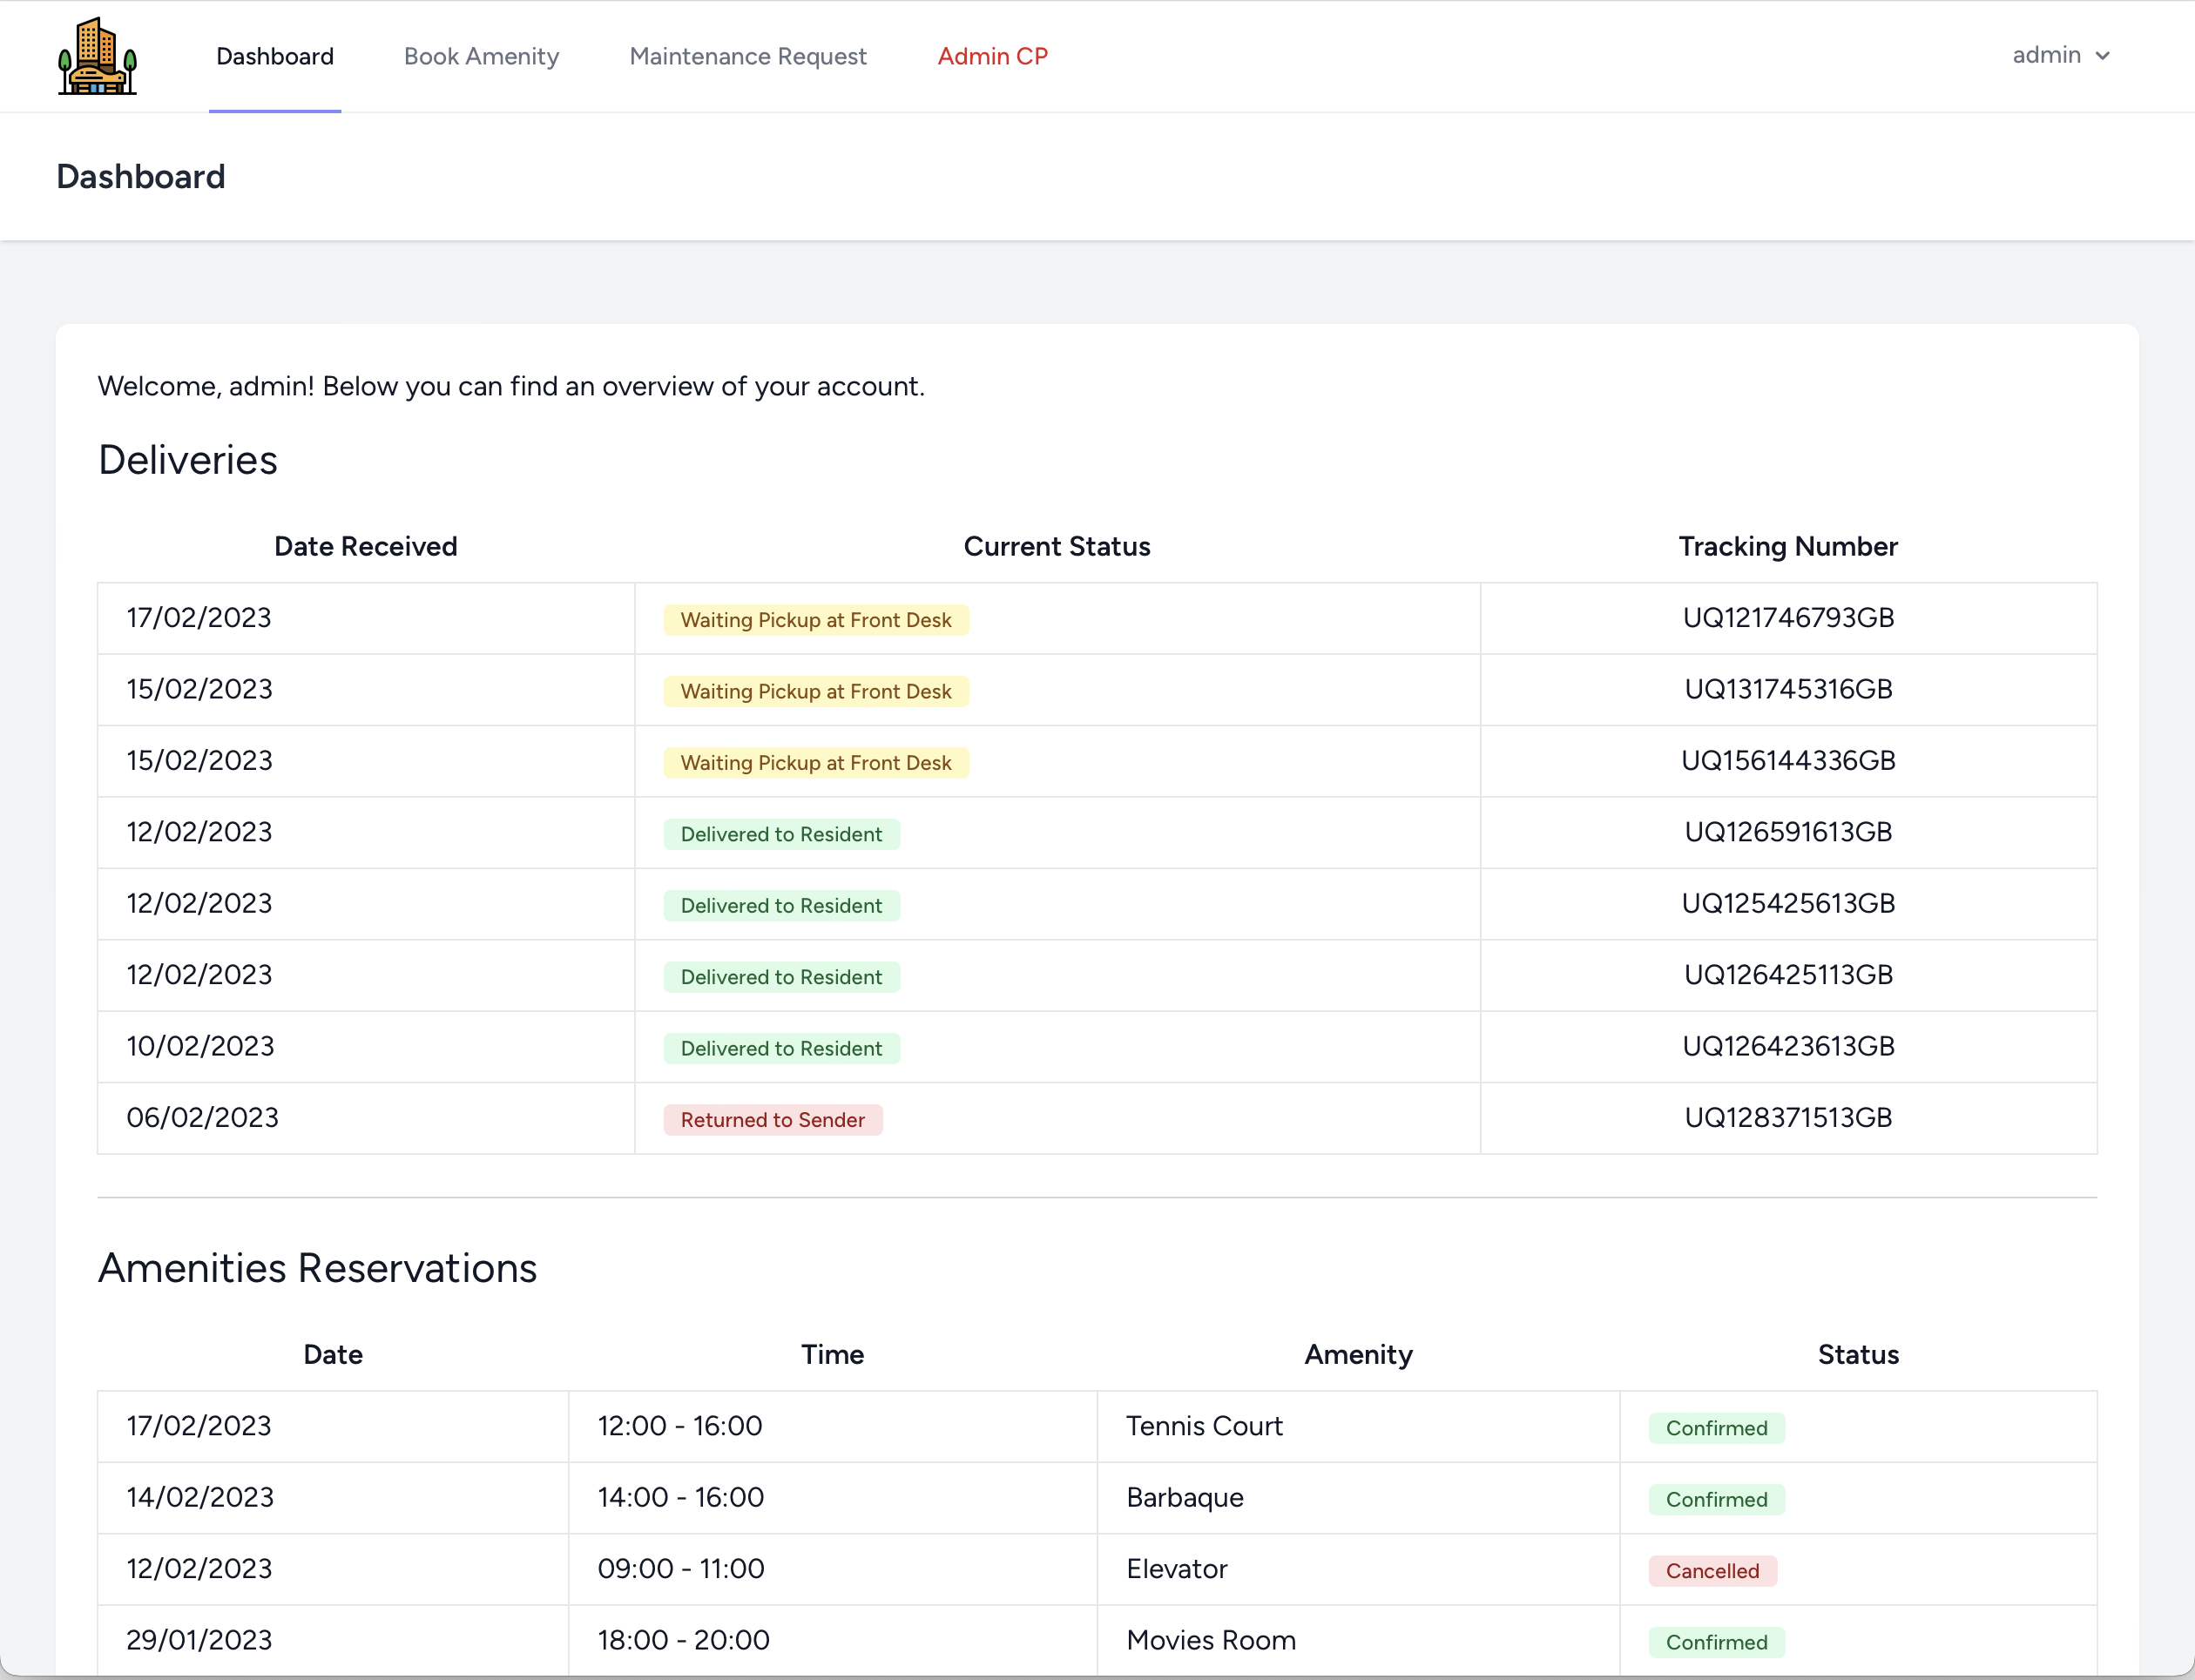 Dashboard Book Amenity Maintenance Request Admin CP admin
Dashboard
Welcome, admin! Below you can find an overview of your account.
Deliveries
Date Received Current Status Tracking Number
17/02/2023 Waiting Pickup at Front Desk UQ121746793GB
15/02/2023 Waiting Pickup at Front Desk UQ131745316GB
15/02/2023 Waiting Pickup at Front Desk UQ156144336GB
12/02/2023 Delivered to Resident UQ126591613GB
12/02/2023 Delivered to Resident UQ125425613GB
12/02/2023 Delivered to Resident UQ126425113GB
10/02/2023 Delivered to Resident UQ126423613GB
06/02/2023 Returned to Sender UQ128371513GB
Amenities Reservations
Date Time Amenity Status
17/02/2023 12:00 - 16:00 Tennis Court Confirmed
14/02/2023 14:00 - 16:00 Barbaque Confirmed
12/02/2023 09:00 - 11:00 Elevator Cancelled
29/01/2023 18:00 - 20:00 Movies Room Confirmed